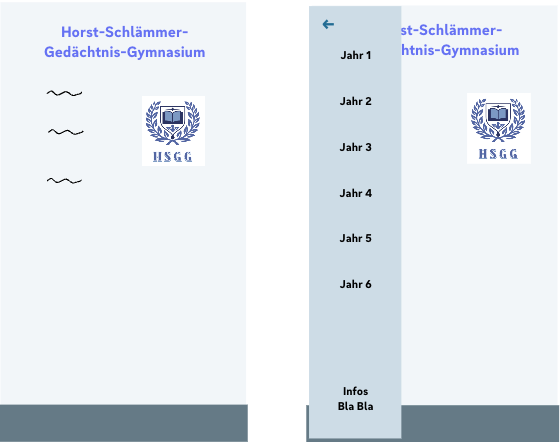 Horst-Schlämmer-
Gedächtnis-Gymnasium
HSGG
Jahr 1
Jahr 2
Jahr 3
Jahr 4
Jahr 5
Jahr 6
Infos
Bla Bla
st-Schlämmer-
htnis-Gymnasium
HSGG